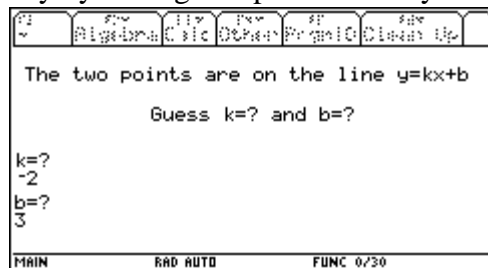 Algebra Calc Other PrgmIO Clean Up
The two points are on the line y=kx+b
Guess k=? and b=?
k=?
-2
b=?
3
MAIN RAD AUTO FUNC 0/30